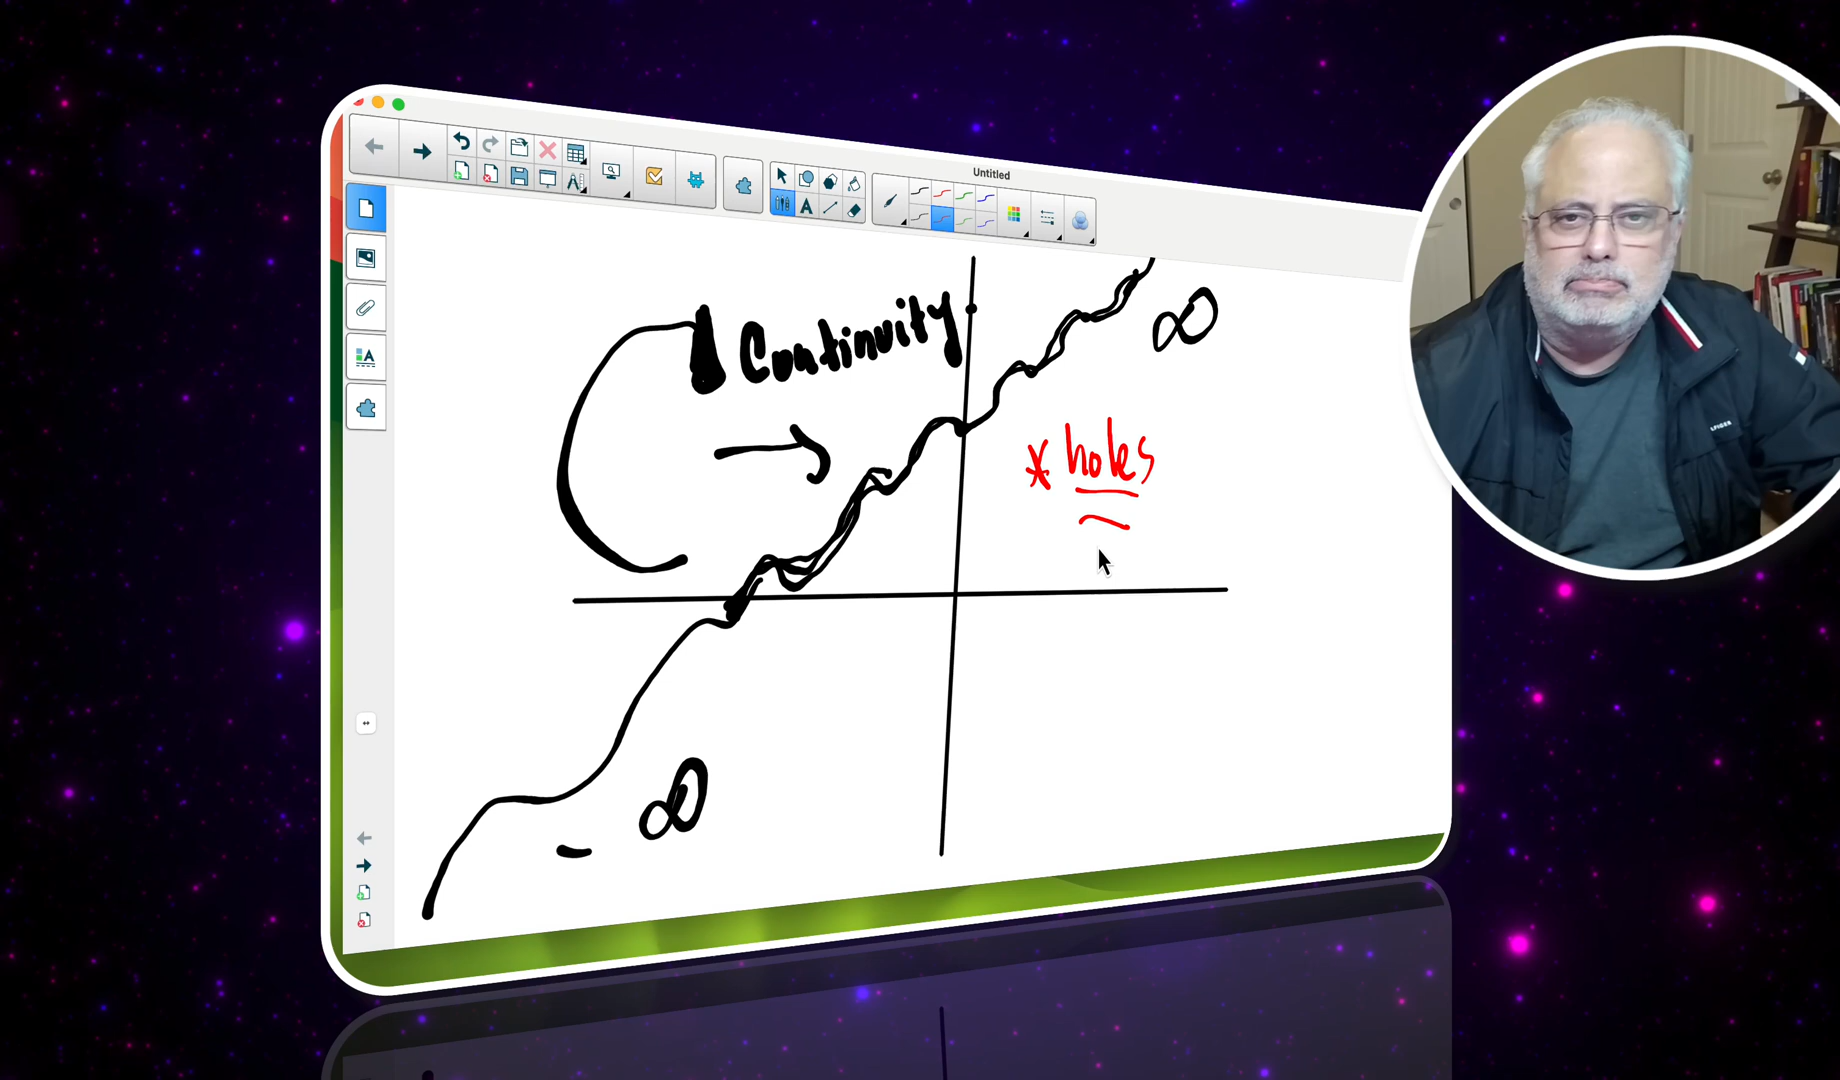 Untitled
Continuity
∞
* holes
- ∞